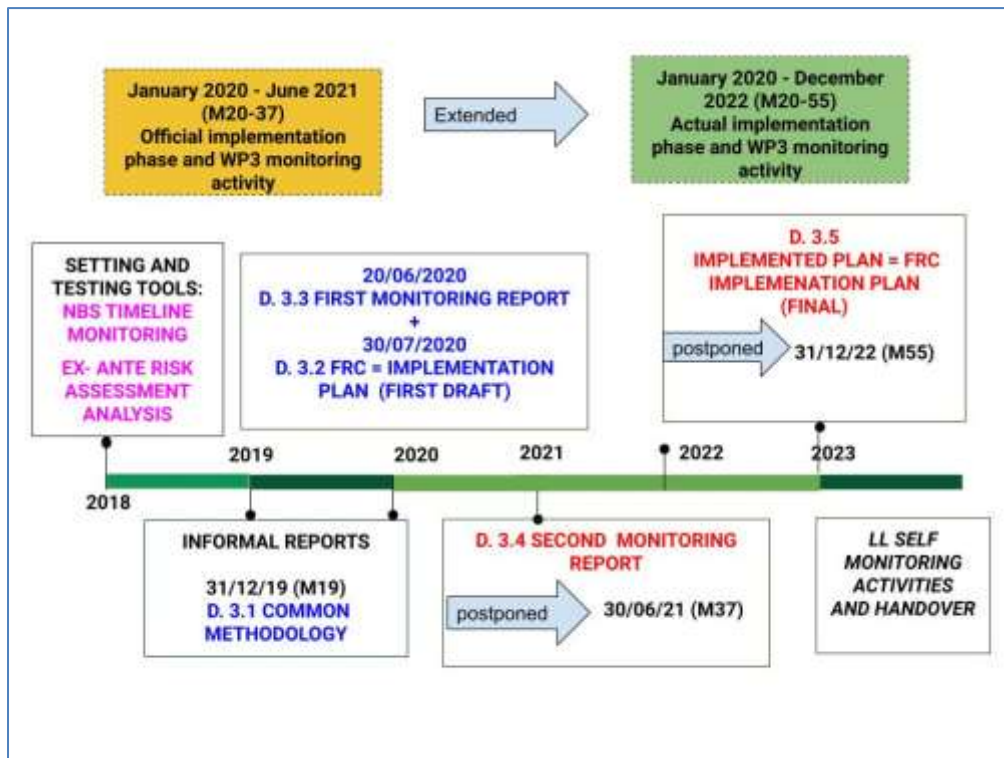 January 2020 - June 2021
(M20-37)
Official implementation
phase and WP3 monitoring
activity
Extended
January 2020 - December
2022 (M20-55)
Actual implementation
phase and WP3 monitoring
activity
SETTING AND
TESTING TOOLS:
NBS TIMELINE
MONITORING
EX- ANTE RISK
ASSESSMENT
ANALYSIS
20/06/2020
D. 3.3 FIRST MONITORING REPORT
+
30/07/2020
D. 3.2 FRC = IMPLEMENTATION
PLAN (FIRST DRAFT)
D. 3.5
IMPLEMENTED PLAN = FRC
IMPLEMENATION PLAN
(FINAL)
postponed
31/12/22 (M55)
2018
2019
2020
2021
2022
2023
INFORMAL REPORTS
31/12/19 (M19)
D. 3.1 COMMON
METHODOLOGY
D. 3.4 SECOND MONITORING
REPORT
postponed
30/06/21 (M37)
LL SELF
MONITORING
ACTIVITIES
AND HANDOVER